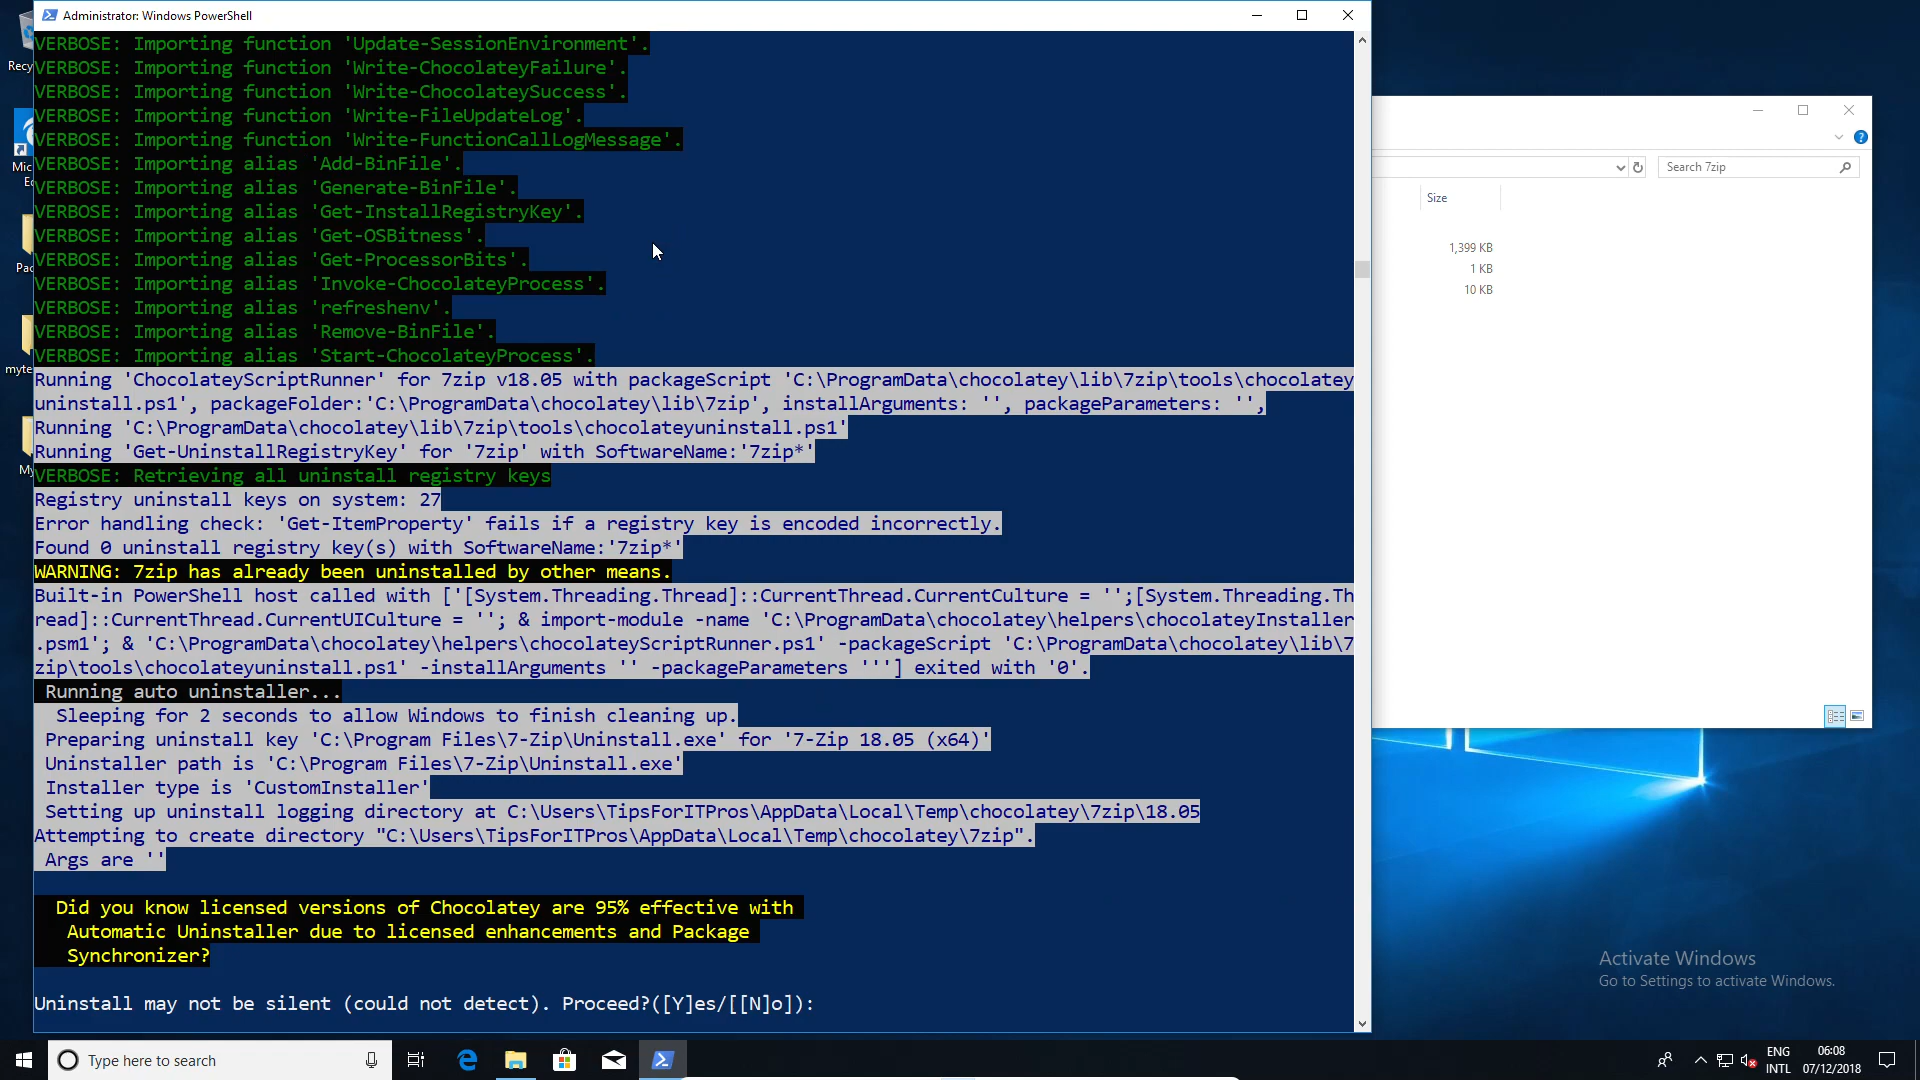 Administrator: Windows PowerShell
VERBOSE: Importing function 'Update-SessionEnvironment'.
VERBOSE: Importing function 'Write-ChocolateyFailure'.
VERBOSE: Importing function 'Write-ChocolateySuccess'.
VERBOSE: Importing function 'Write-FileUpdateLog'.
VERBOSE: Importing function 'Write-FunctionCallLogMessage'.
VERBOSE: Importing alias 'Add-BinFile'.
VERBOSE: Importing alias 'Generate-BinFile'.
VERBOSE: Importing alias 'Get-InstallRegistryKey'.
VERBOSE: Importing alias 'Get-OSBitness'.
VERBOSE: Importing alias 'Get-ProcessorBits'.
VERBOSE: Importing alias 'Invoke-ChocolateyProcess'.
VERBOSE: Importing alias 'refreshenv'.
VERBOSE: Importing alias 'Remove-BinFile'.
VERBOSE: Importing alias 'Start-ChocolateyProcess'.
Running 'ChocolateyScriptRunner' for 7zip v18.05 with packageScript 'C:\ProgramData\chocolatey\lib\7zip\tools\chocolatey
uninstall.ps1', packageFolder:'C:\ProgramData\chocolatey\lib\7zip', installArguments: '', packageParameters: '',
Running 'C:\ProgramData\chocolatey\lib\7zip\tools\chocolateyuninstall.ps1'
Running 'Get-UninstallRegistryKey' for '7zip' with SoftwareName:'7zip*'
VERBOSE: Retrieving all uninstall registry keys
Registry uninstall keys on system: 27
Error handling check: 'Get-ItemProperty' fails if a registry key is encoded incorrectly.
Found 0 uninstall registry key(s) with SoftwareName:'7zip*'
WARNING: 7zip has already been uninstalled by other means.
Built-in PowerShell host called with ['[System.Threading.Thread]::CurrentThread.CurrentCulture = '';[System.Threading.Th
read]::CurrentThread.CurrentUICulture = ''; & import-module -name 'C:\ProgramData\chocolatey\helpers\chocolateyInstaller
.psm1'; & 'C:\ProgramData\chocolatey\helpers\chocolateyScriptRunner.ps1' -packageScript 'C:\ProgramData\chocolatey\lib\7
zip\tools\chocolateyuninstall.ps1' -installArguments '' -packageParameters '''] exited with '0'.
Running auto uninstaller...
Sleeping for 2 seconds to allow Windows to finish cleaning up.
Preparing uninstall key 'C:\Program Files\7-Zip\Uninstall.exe' for '7-Zip 18.05 (x64)'
Uninstaller path is 'C:\Program Files\7-Zip\Uninstall.exe'
Installer type is 'CustomInstaller'
Setting up uninstall logging directory at C:\Users\TipsForITPros\AppData\Local\Temp\chocolatey\7zip\18.05
Attempting to create directory "C:\Users\TipsForITPros\AppData\Local\Temp\chocolatey\7zip".
Args are ''
Did you know licensed versions of Chocolatey are 95% effective with
Automatic Uninstaller due to licensed enhancements and Package
Synchronizer?
Uninstall may not be silent (could not detect). Proceed?([Y]es/[[N]o]):
Recy
Mic
Ed
Pac
myte
My
Search 7zip
Size
1,399 KB
1 KB
10 KB
Activate Windows
Go to Settings to activate Windows.
Type here to search
ENG
INTL
06:08
07/12/2018